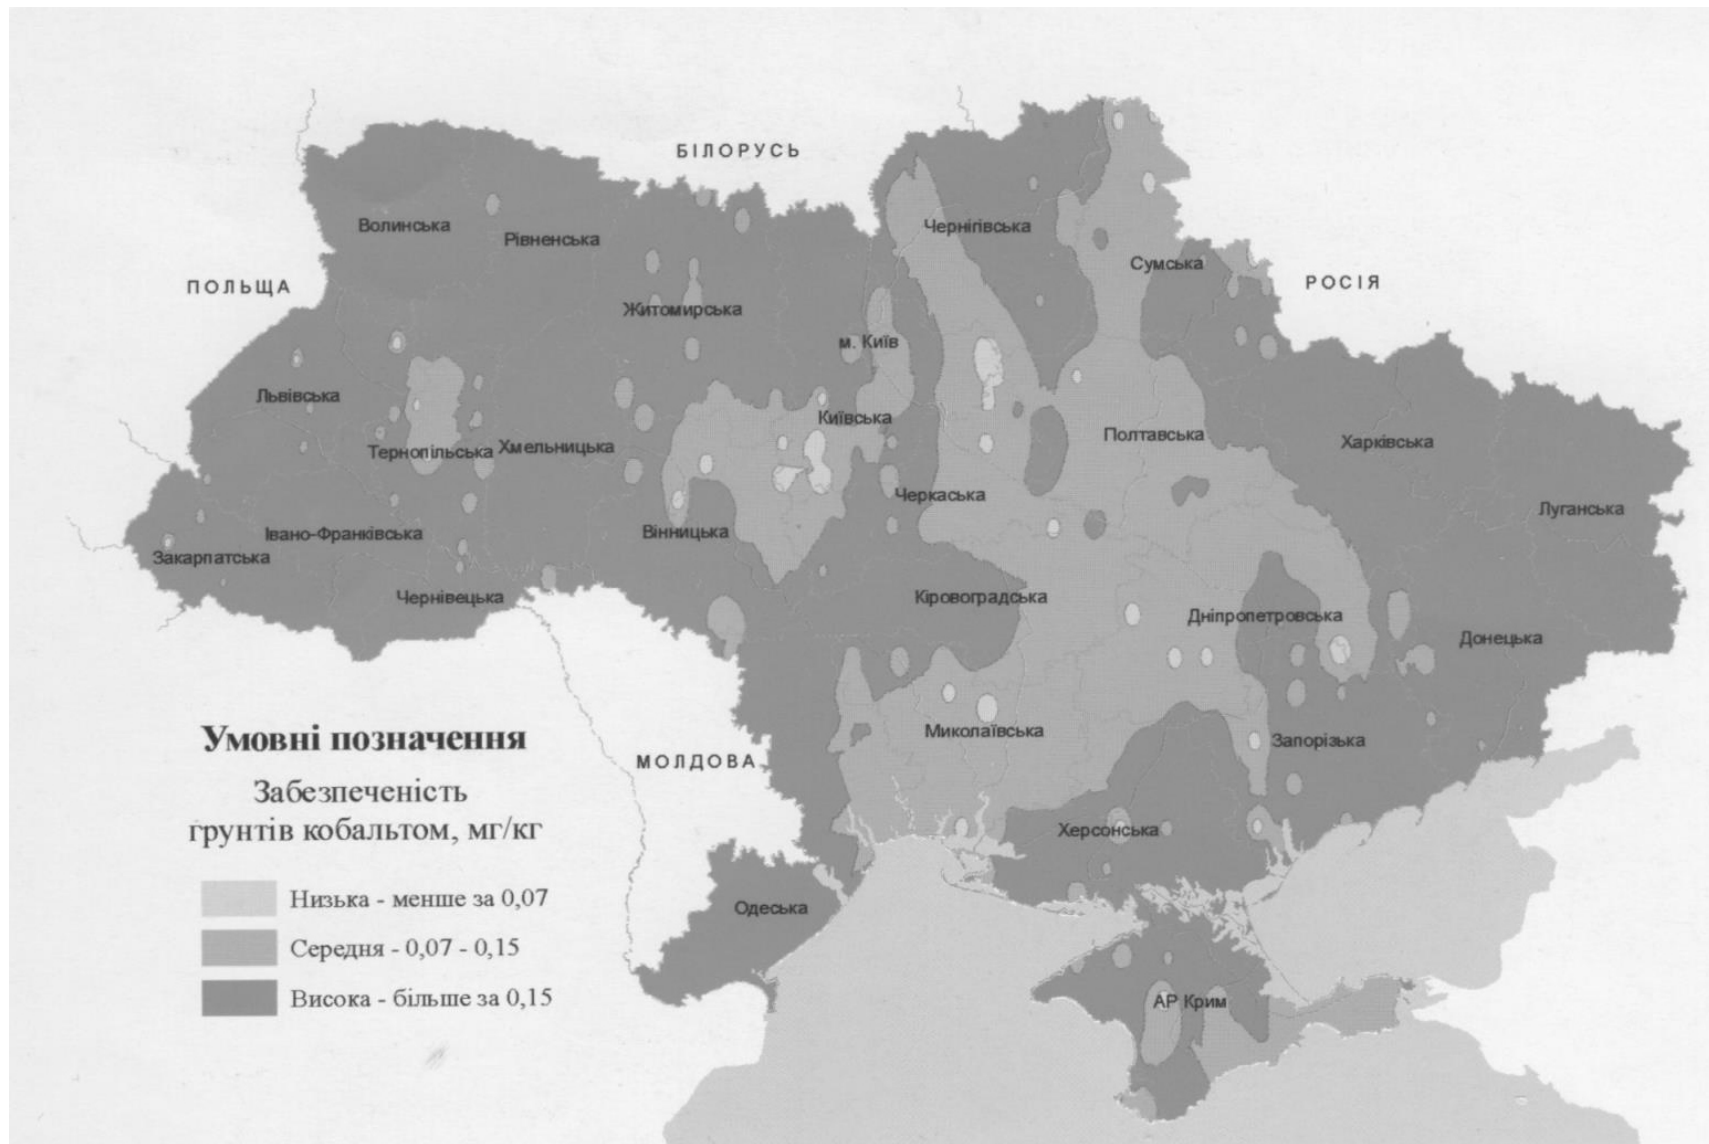 БІЛОРУСЬ
Волинська
Рівненська
Чернігівська
Сумська
ПОЛЬЩА
РОСІЯ
Житомирська
м. Київ
Львівська
Київська
Полтавська
Харківська
Тернопільська
Хмельницька
Черкаська
Луганська
Вінницька
Івано-Франківська
Закарпатська
Чернівецька
Кіровоградська
Дніпропетровська
Донецька
Миколаївська
Запорізька
МОЛДОВА
Херсонська
Одеська
АР Крим
Умовні позначення
Забезпеченість
грунтів кобальтом, мг/кг
Низька - менше за 0,07
Середня - 0,07 - 0,15
Висока - більше за 0,15